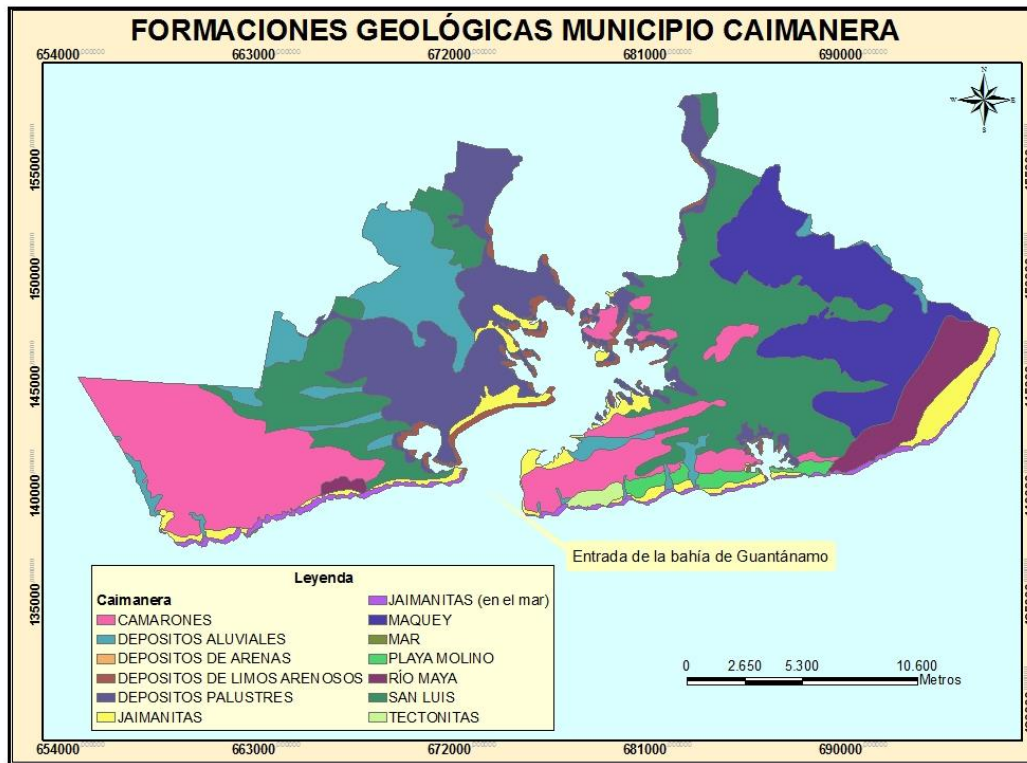 FORMACIONES GEOLÓGICAS MUNICIPIO CAIMANERA
654000 663000 672000 681000 690000
N
W E
S
155000
150000
145000
140000
135000
Entrada de la bahía de Guantánamo
Leyenda
Caimanera
CAMARONES
DEPOSITOS ALUVIALES
DEPOSITOS DE ARENAS
DEPOSITOS DE LIMOS ARENOSOS
DEPOSITOS PALUSTRES
JAIMANITAS
JAIMANITAS (en el mar)
MAQUEY
MAR
PLAYA MOLINO
RÍO MAYA
SAN LUIS
TECTONITAS
0 2.650 5.300 10.600
Metros
654000 663000 672000 681000 690000